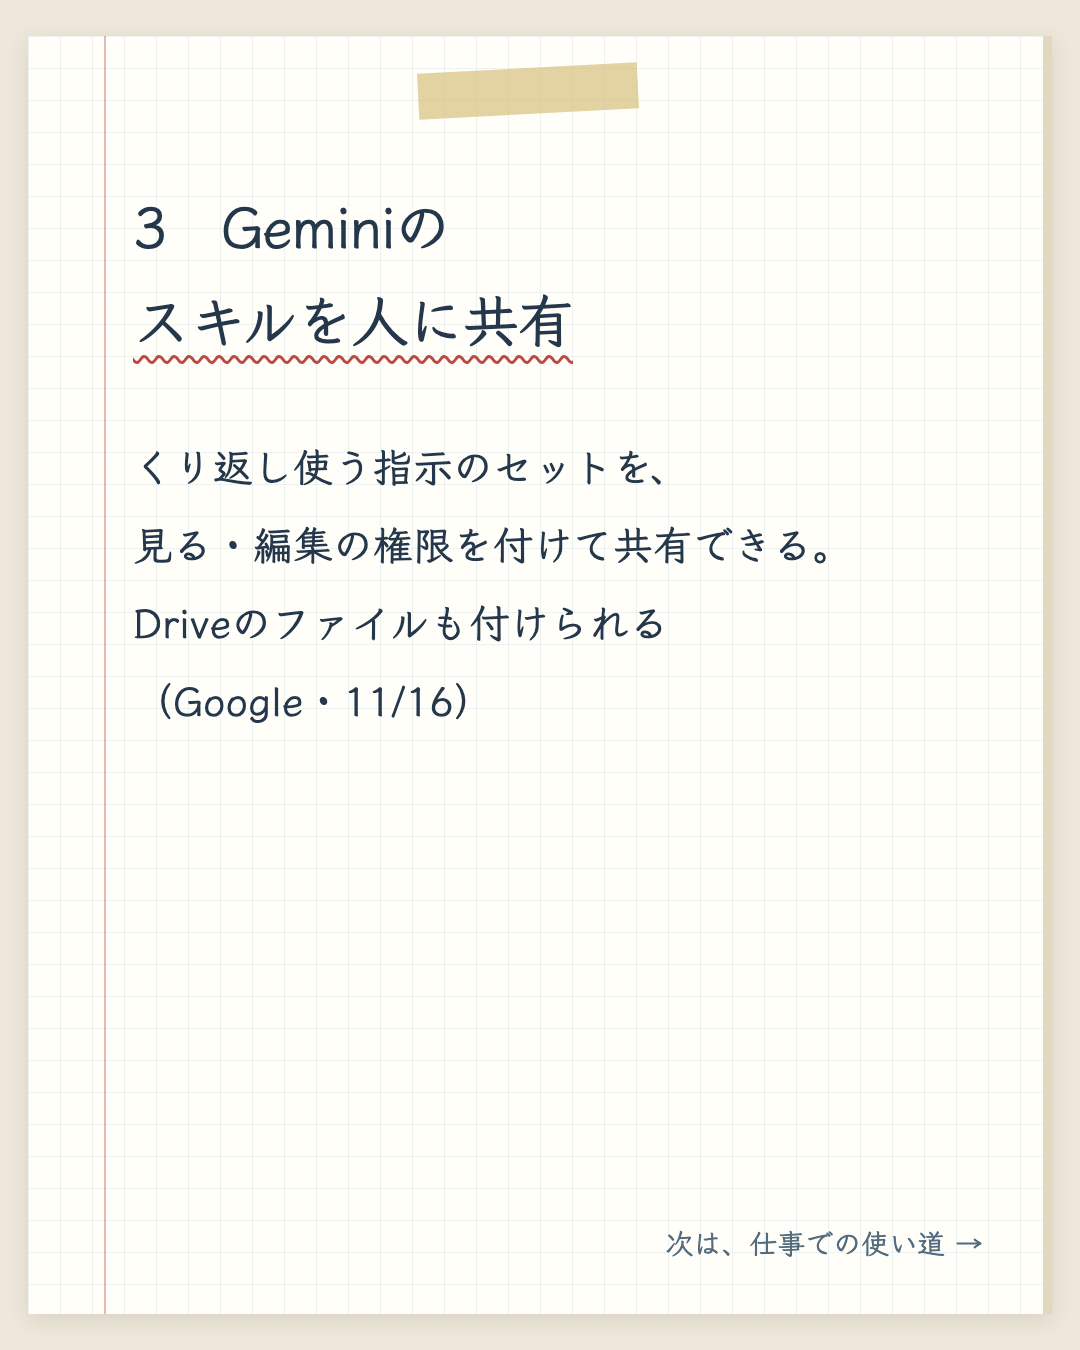 3　Geminiの
スキルを人に共有
くり返し使う指示のセットを、
見る・編集の権限を付けて共有できる。
Driveのファイルも付けられる
（Google・11/16）
次は、仕事での使い道 →